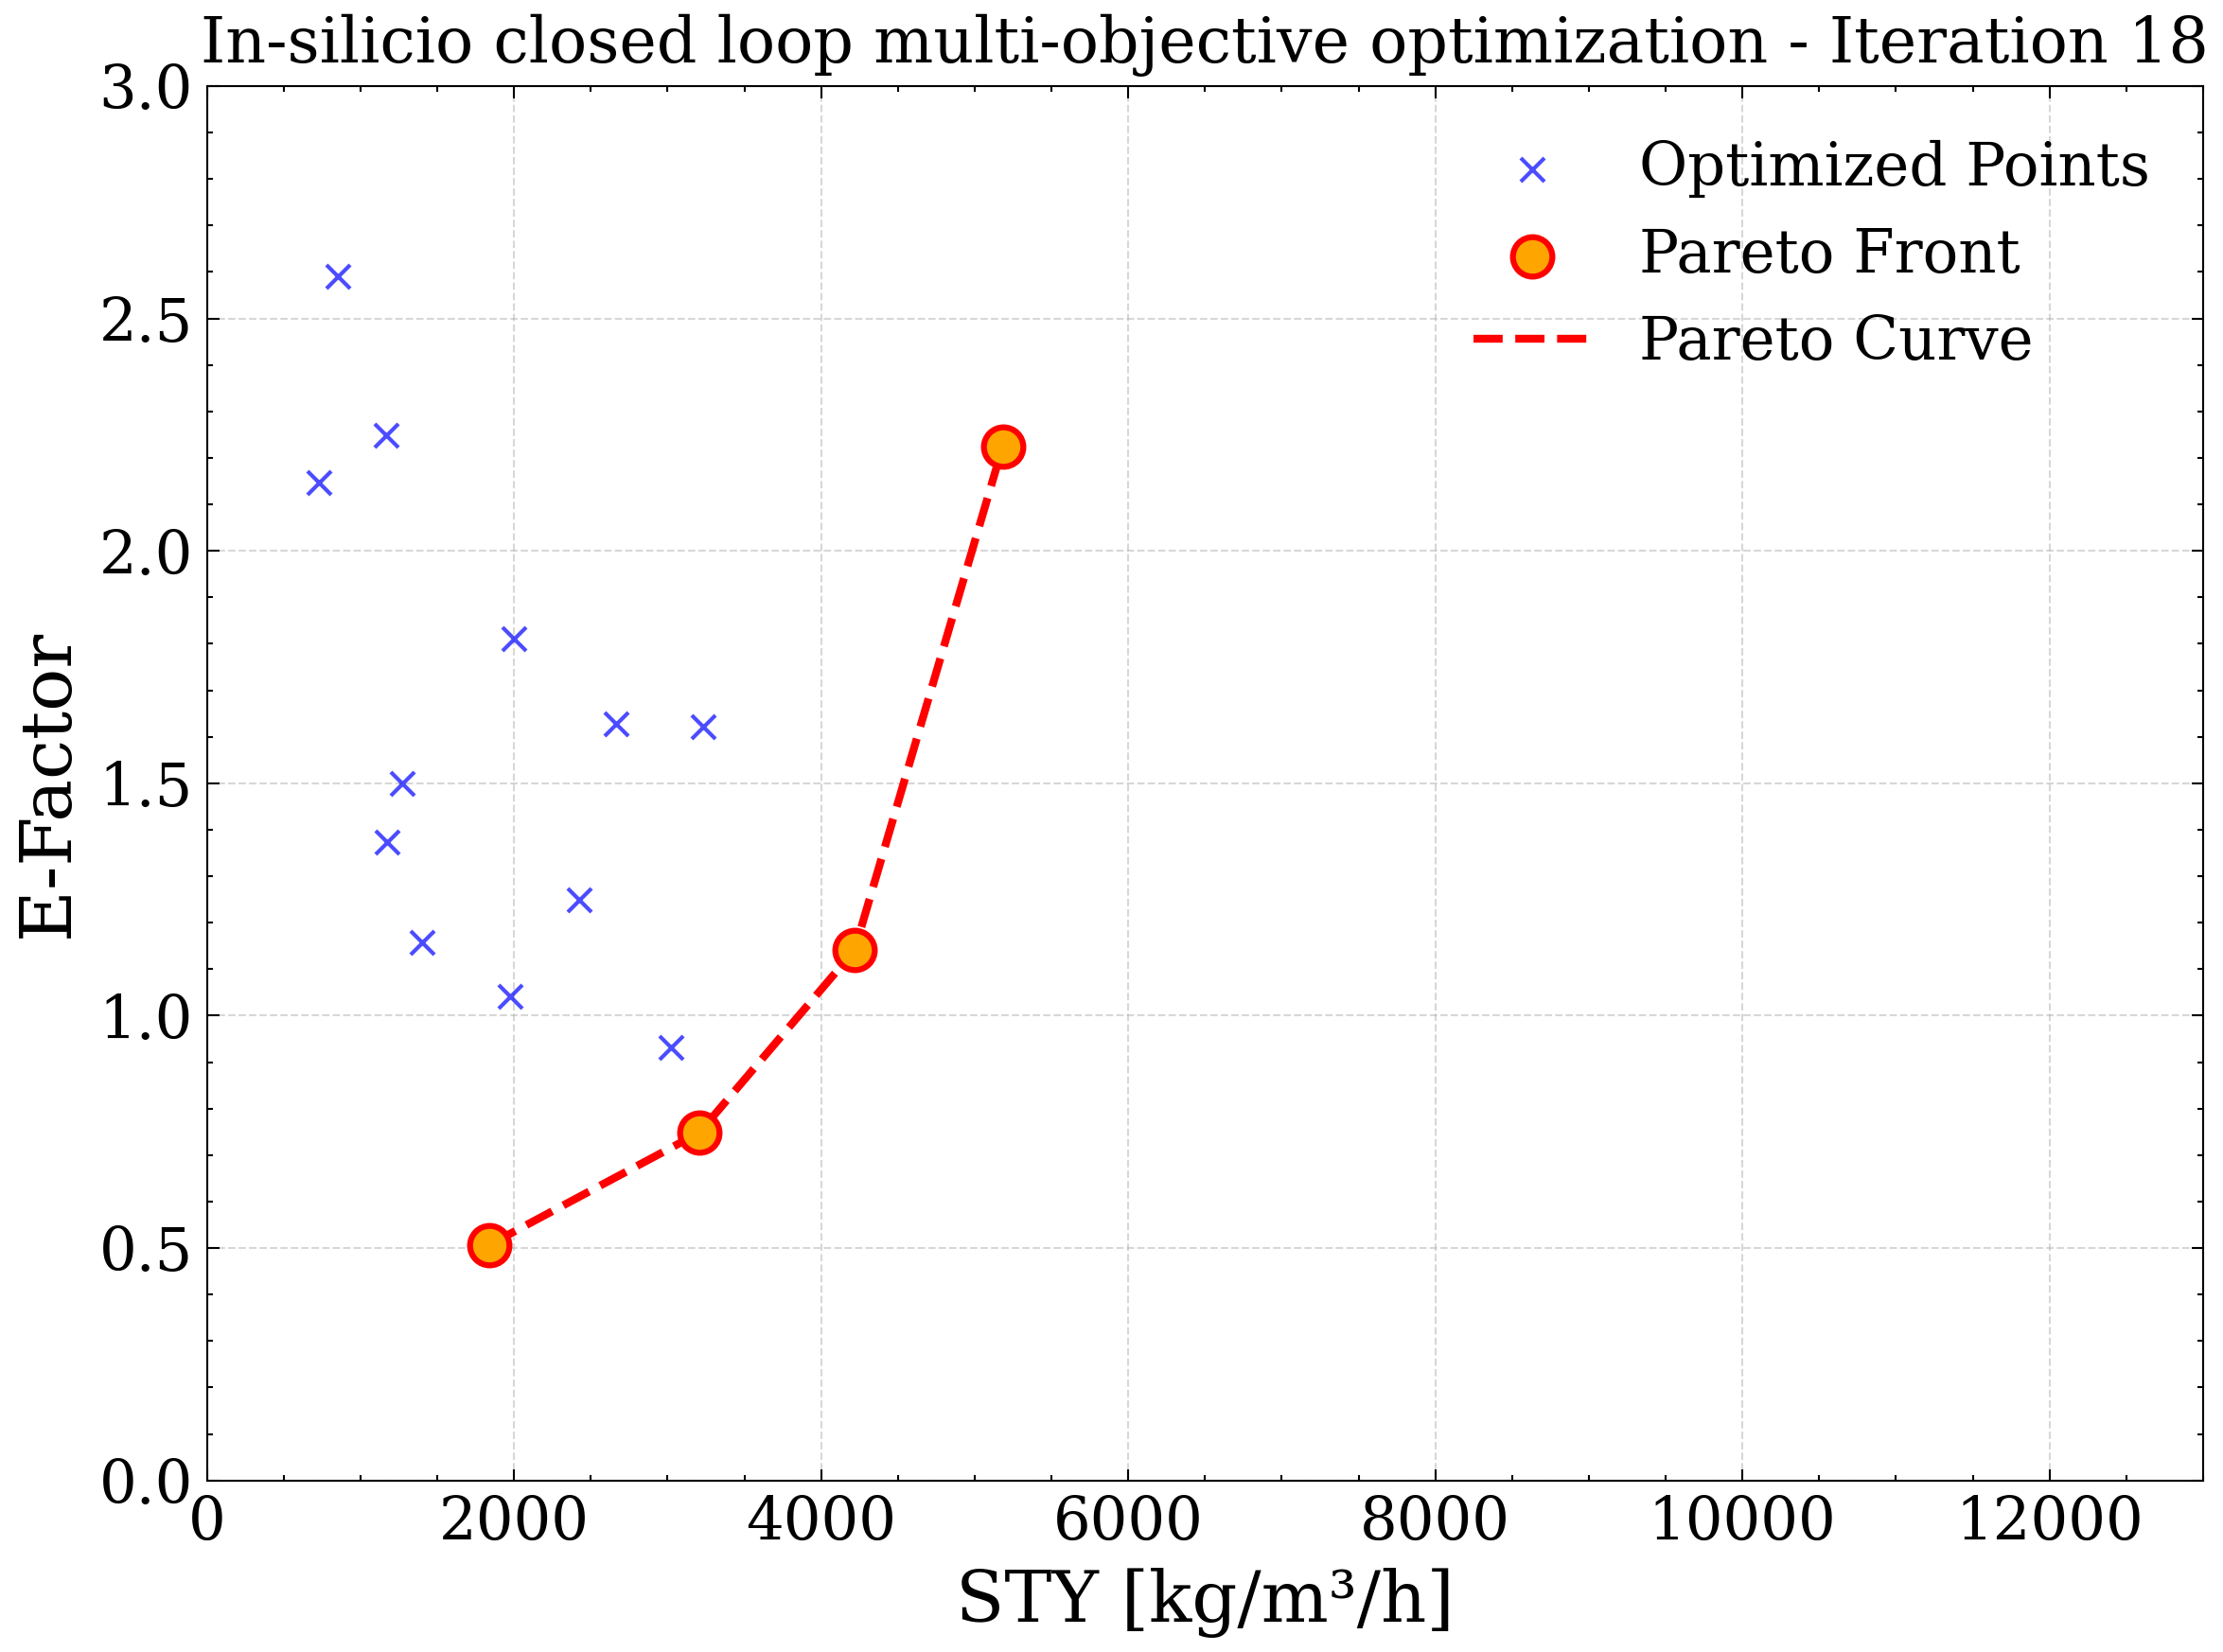 In-silicio closed loop multi-objective optimization - Iteration 18
Optimized Points
Pareto Front
Pareto Curve
E-Factor
3.0
2.5
2.0
1.5
1.0
0.5
0.0
0 2000 4000 6000 8000 10000 12000
STY [kg/m³/h]